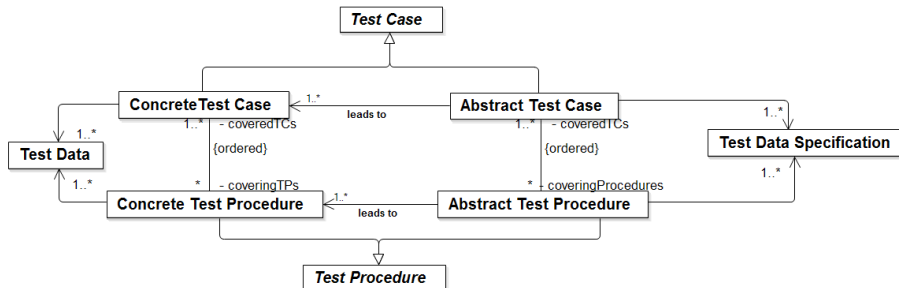 Test Case
ConcreteTest Case
1..*
leads to
Abstract Test Case
1..*
- coveredTCs
{ordered}
1..*
- coveredTCs
{ordered}
1..*
Test Data
1..*
1..*
Test Data Specification
1..*
*
- coveringTPs
*
- coveringProcedures
Concrete Test Procedure
1..*
leads to
Abstract Test Procedure
Test Procedure